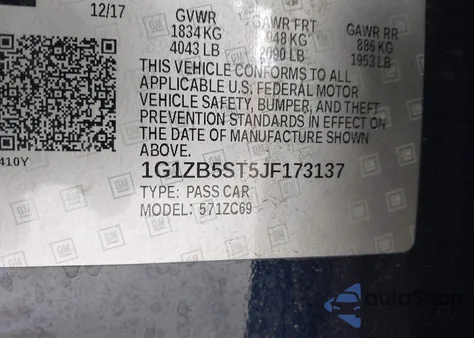 12/17
GVWR GAWR FRT GAWR RR
1834 KG 948 KG 886 KG
4043 LB 2090 LB 1953 LB
THIS VEHICLE CONFORMS TO ALL
APPLICABLE U.S. FEDERAL MOTOR
VEHICLE SAFETY, BUMPER, AND THEFT
PREVENTION STANDARDS IN EFFECT ON
THE DATE OF MANUFACTURE SHOWN
ABOVE.
410Y
1G1ZB5ST5JF173137
TYPE: PASS CAR
MODEL: 571ZC69
GM
autoShop